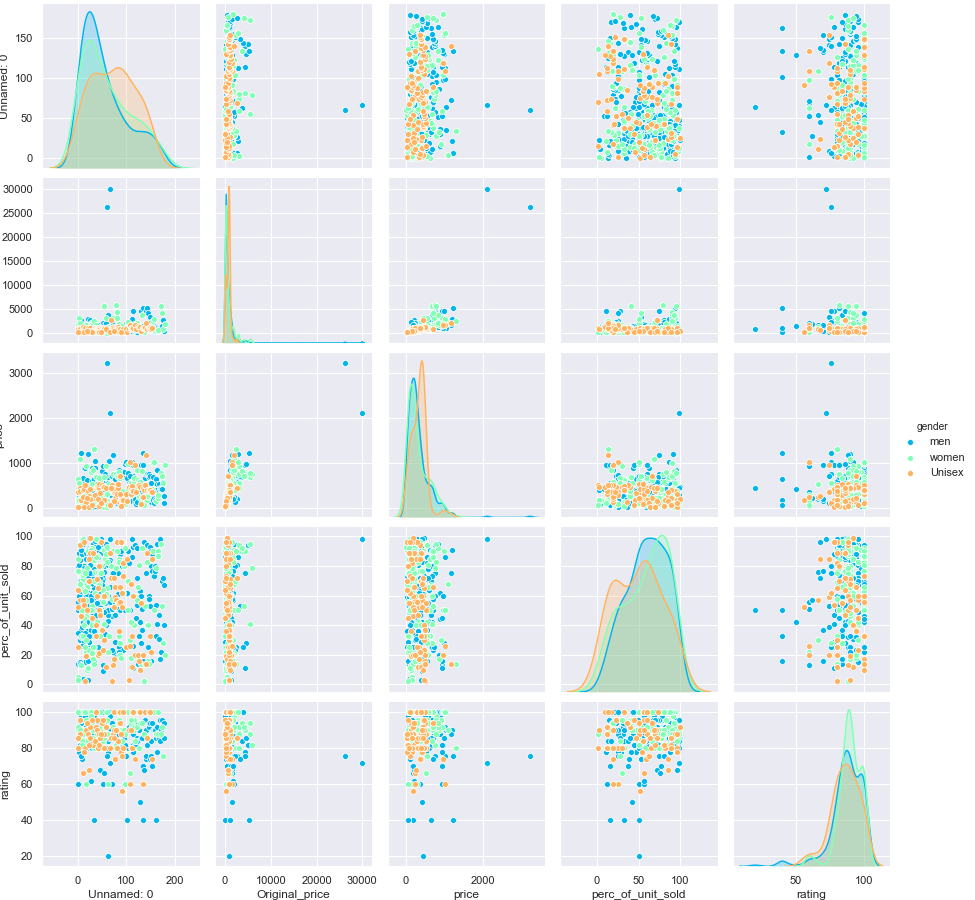 Unnamed: 0
150
100
50
0
30000
25000
20000
15000
10000
5000
0
3000
2000
1000
0
price
gender
men
women
Unisex
perc_of_unit_sold
100
80
60
40
20
0
rating
100
80
60
40
20
0 100 200
0 10000 20000 30000
0 2000
0 50 100
50 100
Unnamed: 0 Original_price price perc_of_unit_sold rating